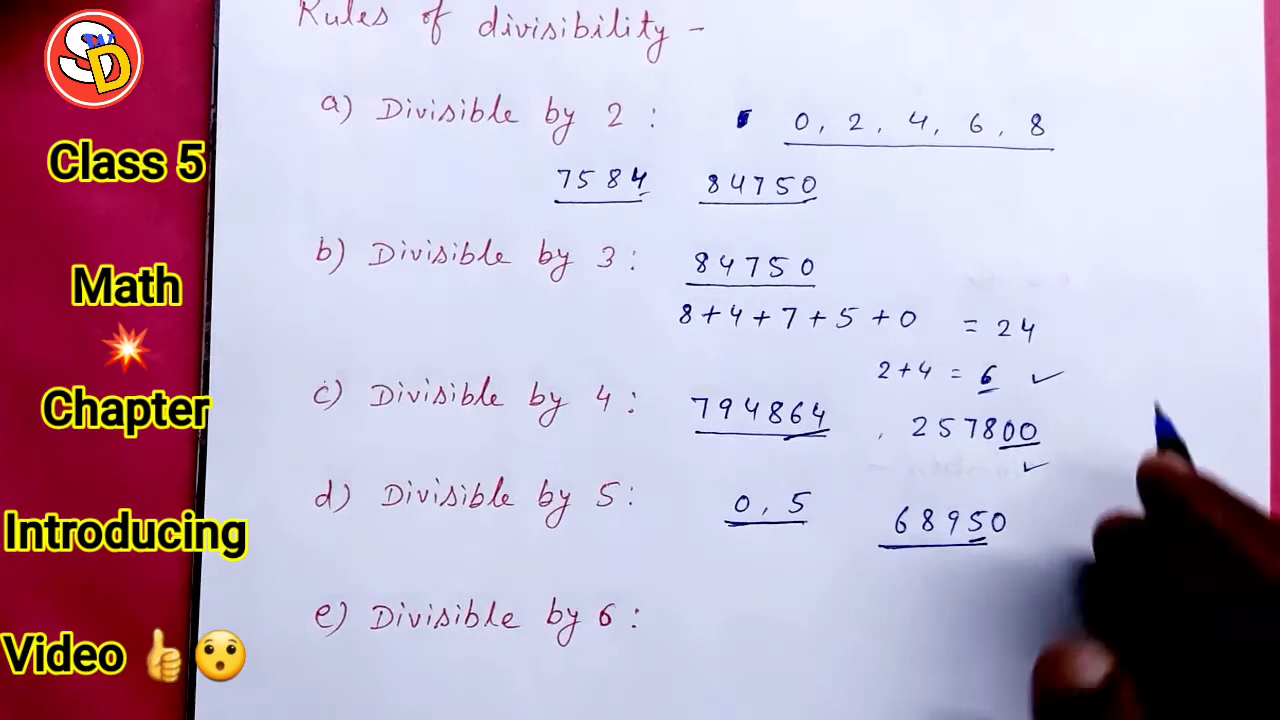 SWD
Class 5
Math
Chapter
Introducing
Video
Rules of divisibility -
a) Divisible by 2 : 0, 2, 4, 6, 8
7584 84750
b) Divisible by 3 : 84750
8+4+7+5+0 = 24
2+4 = 6 ✓
c) Divisible by 4 : 794864 , 257800
✓
d) Divisible by 5 : 0, 5 68950
e) Divisible by 6 :